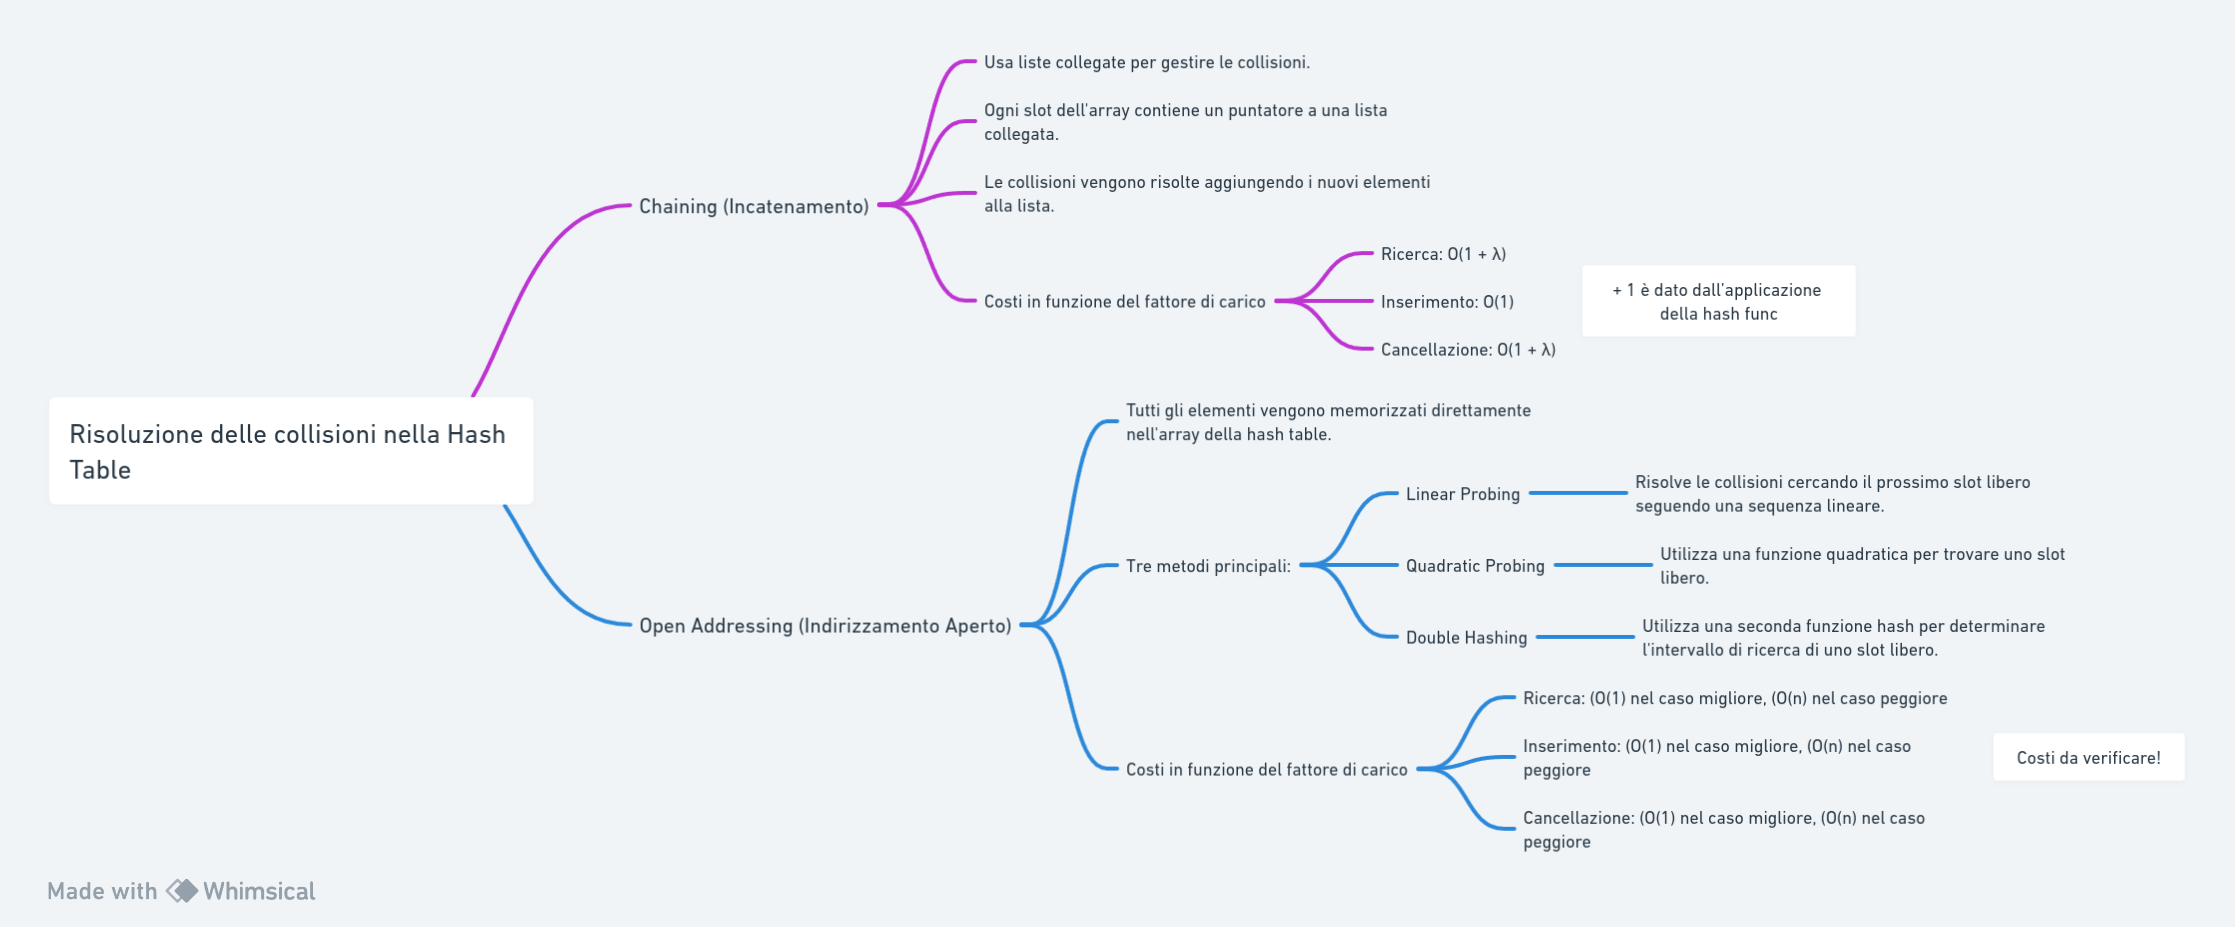 Usa liste collegate per gestire le collisioni.
Ogni slot dell'array contiene un puntatore a una lista
collegata.
Le collisioni vengono risolte aggiungendo i nuovi elementi
alla lista.
Chaining (Incatenamento)
Ricerca: O(1 + λ)
Costi in funzione del fattore di carico
Inserimento: O(1)
Cancellazione: O(1 + λ)
+ 1 è dato dall'applicazione
della hash func
Risoluzione delle collisioni nella Hash
Table
Tutti gli elementi vengono memorizzati direttamente
nell'array della hash table.
Linear Probing
Risolve le collisioni cercando il prossimo slot libero
seguendo una sequenza lineare.
Tre metodi principali:
Quadratic Probing
Utilizza una funzione quadratica per trovare uno slot
libero.
Double Hashing
Utilizza una seconda funzione hash per determinare
l'intervallo di ricerca di uno slot libero.
Open Addressing (Indirizzamento Aperto)
Ricerca: (O(1) nel caso migliore, (O(n) nel caso peggiore
Costi in funzione del fattore di carico
Inserimento: (O(1) nel caso migliore, (O(n) nel caso
peggiore
Cancellazione: (O(1) nel caso migliore, (O(n) nel caso
peggiore
Costi da verificare!
Made with Whimsical